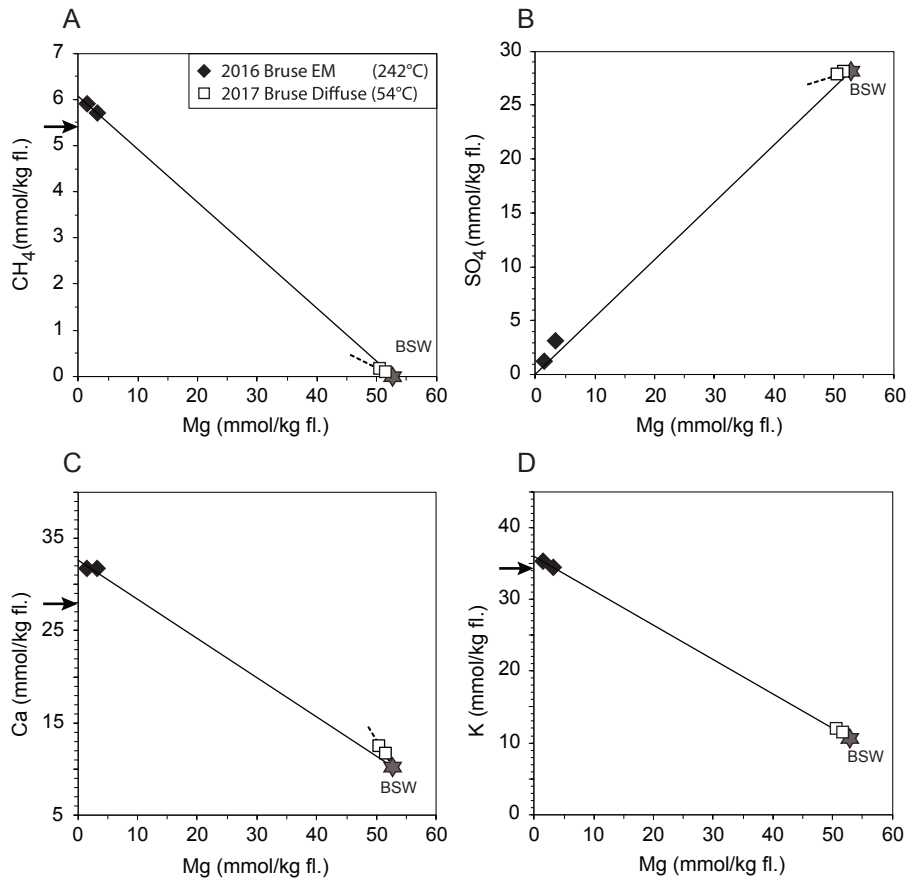 A
7
6
5
4
3
2
1
0
0 10 20 30 40 50 60
CH4(mmol/kg fl.)
Mg (mmol/kg fl.)
2016 Bruse EM (242°C)
2017 Bruse Diffuse (54°C)
BSW
B
30
25
20
15
10
5
0
0 10 20 30 40 50 60
SO4(mmol/kg fl.)
Mg (mmol/kg fl.)
BSW
C
35
25
15
5
0 10 20 30 40 50 60
Ca (mmol/kg fl.)
Mg (mmol/kg fl.)
BSW
D
45
35
20
10
0
0 10 20 30 40 50 60
K (mmol/kg fl.)
Mg (mmol/kg fl.)
BSW